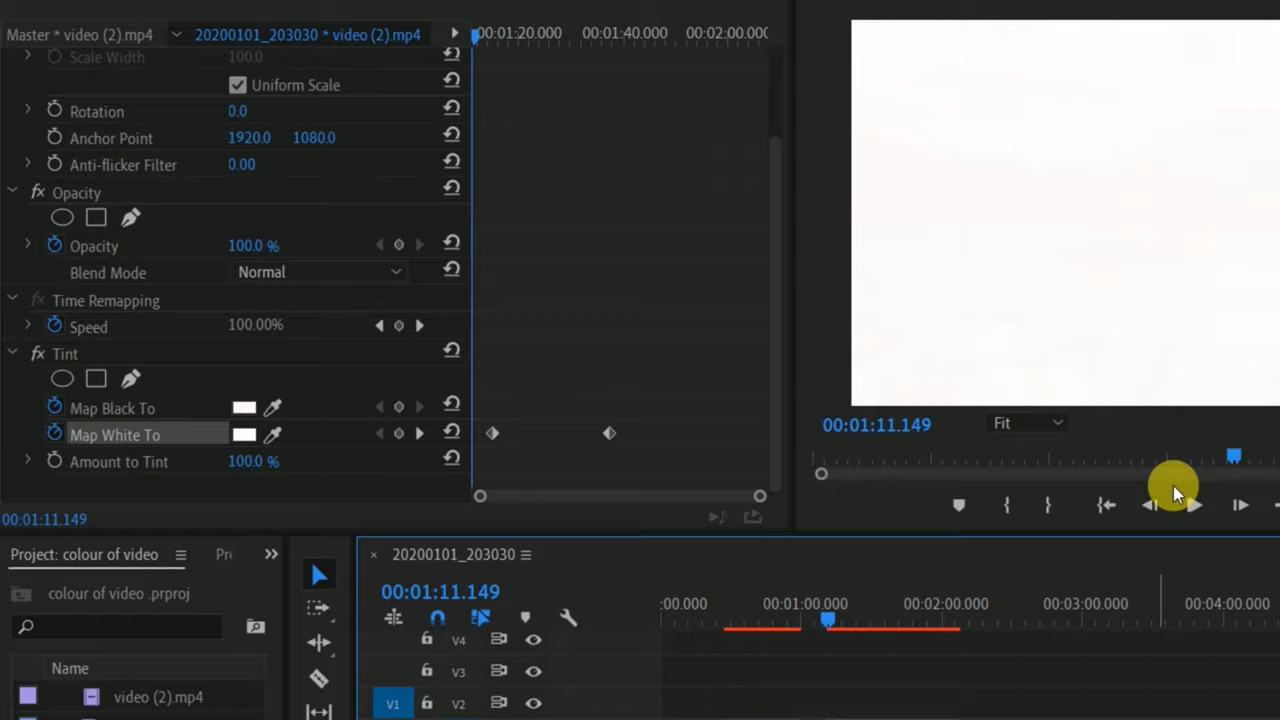 Master * video (2).mp4
20200101_203030 * video (2).mp4
00:01:20.000
00:01:40.000
00:02:00.000
Scale Width
100.0
Uniform Scale
Rotation
0.0
Anchor Point
1920.0
1080.0
Anti-flicker Filter
0.00
fx Opacity
Opacity
100.0 %
Blend Mode
Normal
fx Time Remapping
Speed
100.00%
fx Tint
Map Black To
Map White To
Amount to Tint
100.0 %
00:01:11.149
00:01:11.149
Fit
Project: colour of video
20200101_203030
colour of video .prproj
00:01:11.149
:00.000
00:01:00.000
00:02:00.000
00:03:00.000
00:04:00.000
V4
V3
V1
V2
Name
video (2).mp4